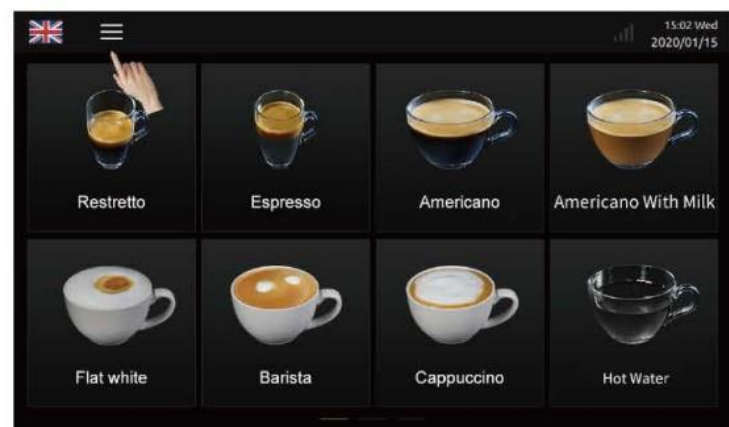 15:02 Wed
2020/01/15
Restretto
Espresso
Americano
Americano With Milk
Flat white
Barista
Cappuccino
Hot Water